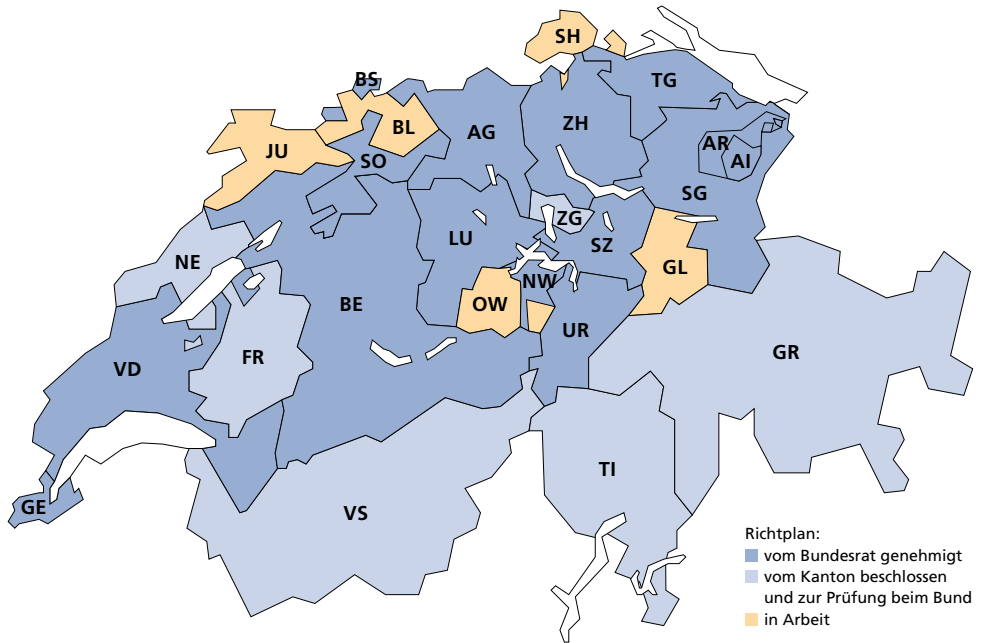 SH
BS
TG
BL
AG
ZH
JU
SO
AR
AI
SG
ZG
NE
LU
SZ
GL
NW
BE
OW
UR
VD
FR
GR
TI
GE
VS
Richtplan:
vom Bundesrat genehmigt
vom Kanton beschlossen
und zur Prüfung beim Bund
in Arbeit